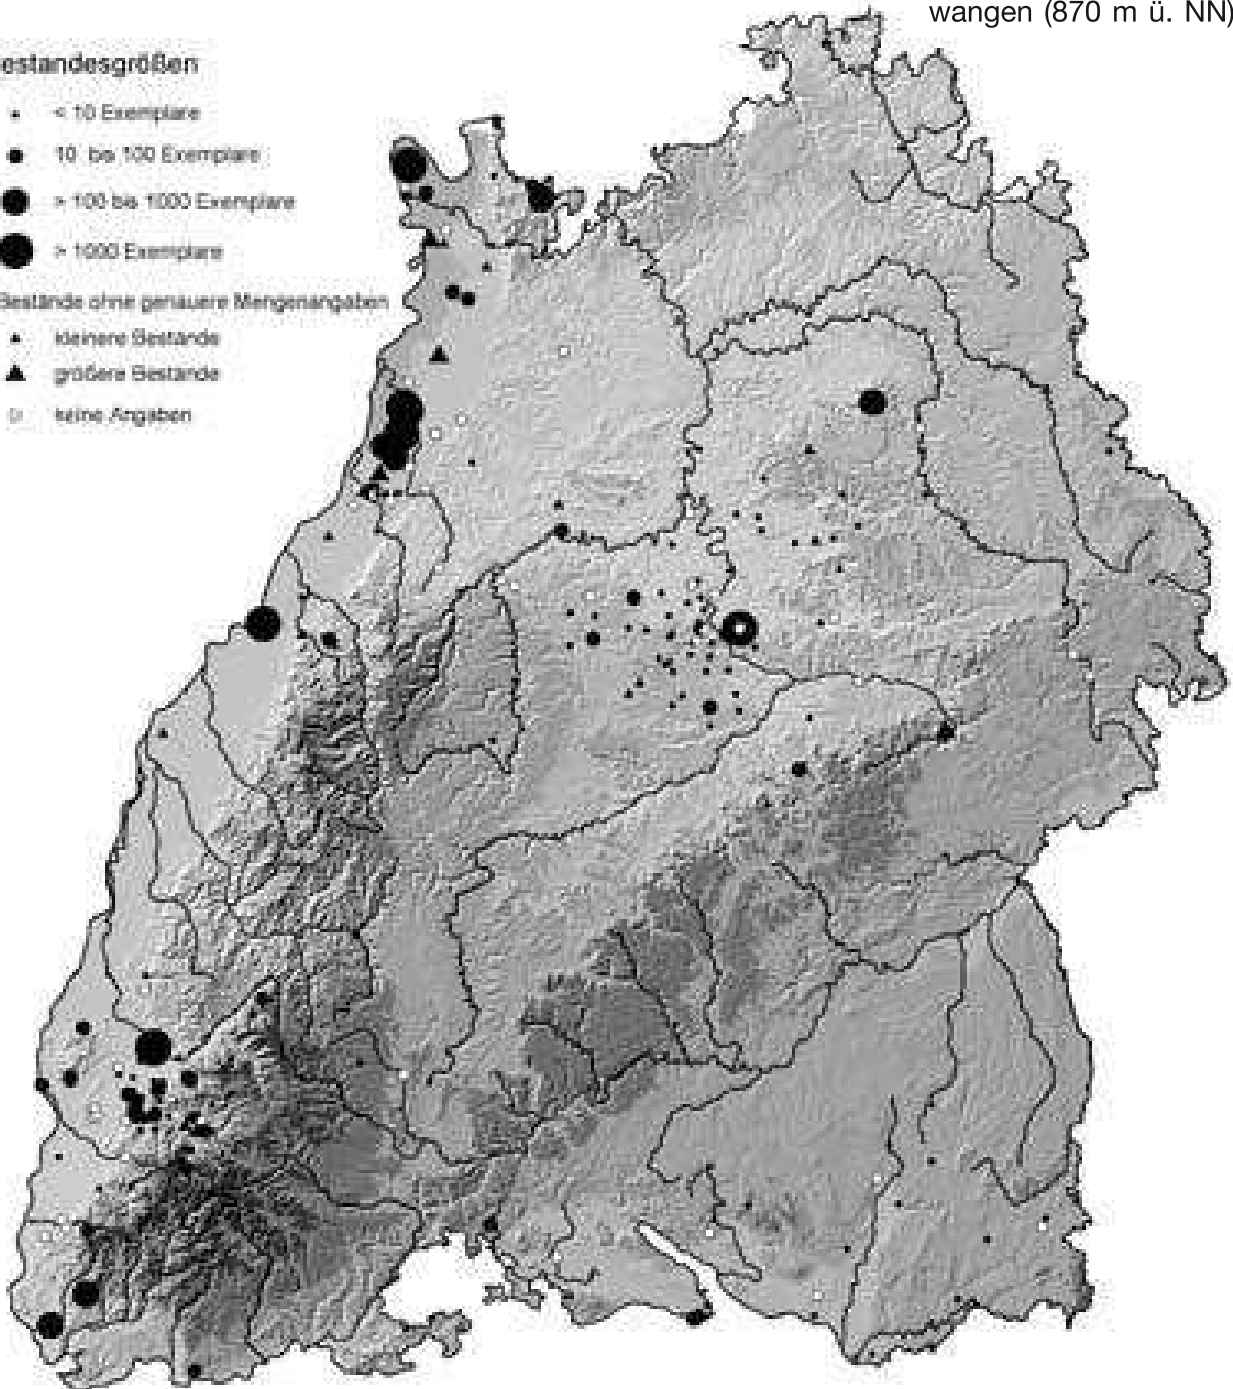 wangen (870 m ü. NN)
estandesgrößen
< 10 Exemplare
10 bis 100 Exemplare
> 100 bis 1000 Exemplare
> 1000 Exemplare
Bestände ohne genauere Mengenangaben
kleinere Bestände
größere Bestände
keine Angaben